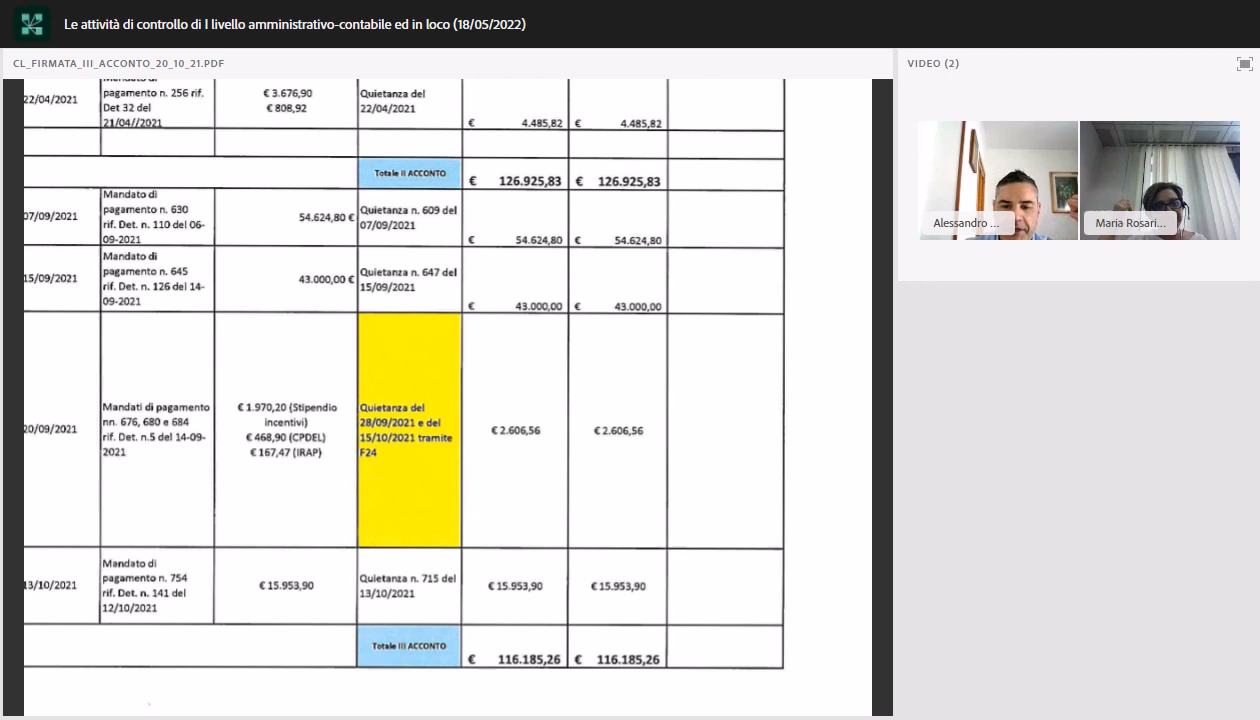 Le attività di controllo di I livello amministrativo-contabile ed in loco (18/05/2022)
CL_FIRMATA_III_ACCONTO_20_10_21.PDF
VIDEO (2)
22/04/2021
pagamento n. 256 rif.
Det 32 del
21/04//2021
€ 3.676,90
€ 808,92
Quietanza del
22/04/2021
€ 4.485,82
€ 4.485,82
Totale II ACCONTO
€ 126.925,83
€ 126.925,83
07/09/2021
Mandato di
pagamento n. 630
rif. Det. n. 110 del 06-
09-2021
54.624,80 €
Quietanza n. 609 del
07/09/2021
€ 54.624,80
€ 54.624,80
15/09/2021
Mandato di
pagamento n. 645
rif. Det. n. 126 del 14-
09-2021
43.000,00 €
Quietanza n. 647 del
15/09/2021
€ 43.000,00
€ 43.000,00
20/09/2021
Mandati di pagamento
nn. 676, 680 e 684
rif. Det. n.5 del 14-09-
2021
€ 1.970,20 (Stipendio
incentivi)
€ 468,90 (CPDEL)
€ 167,47 (IRAP)
Quietanza del
28/09/2021 e del
15/10/2021 tramite
F24
€ 2.606,56
€ 2.606,56
13/10/2021
Mandato di
pagamento n. 754
rif. Det. n. 141 del
12/10/2021
€ 15.953,90
Quietanza n. 715 del
13/10/2021
€ 15.953,90
€ 15.953,90
Totale III ACCONTO
€ 116.185,26
€ 116.185,26
Alessandro ...
Maria Rosari...